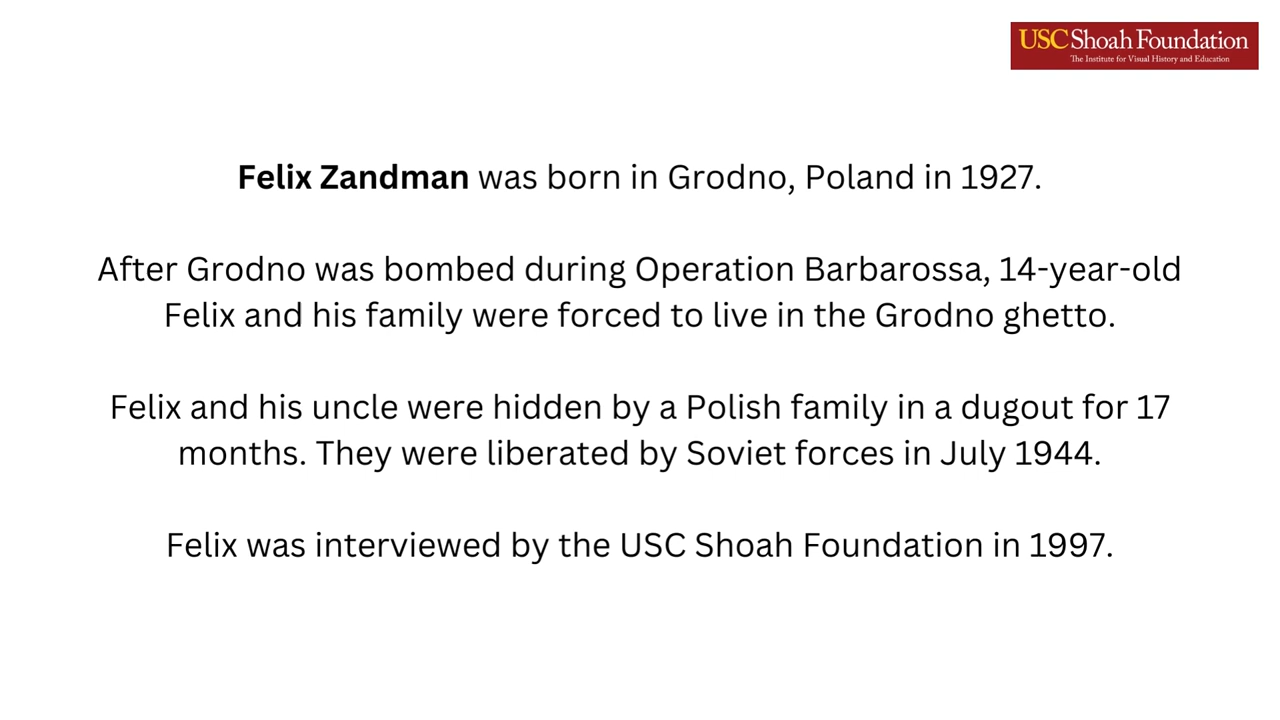 USC Shoah Foundation
The Institute for Visual History and Education
Felix Zandman was born in Grodno, Poland in 1927.
After Grodno was bombed during Operation Barbarossa, 14-year-old
Felix and his family were forced to live in the Grodno ghetto.
Felix and his uncle were hidden by a Polish family in a dugout for 17
months. They were liberated by Soviet forces in July 1944.
Felix was interviewed by the USC Shoah Foundation in 1997.